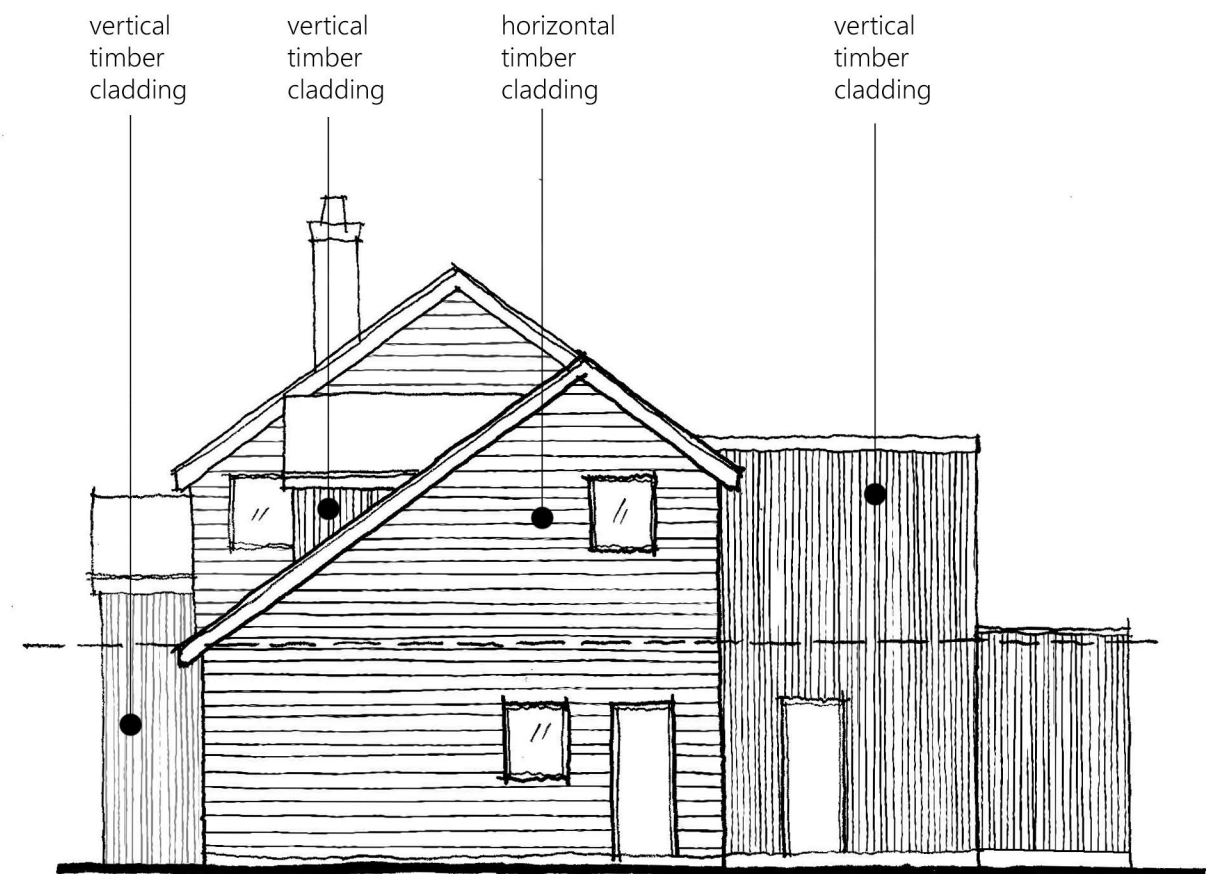 vertical
timber
cladding
vertical
timber
cladding
horizontal
timber
cladding
vertical
timber
cladding